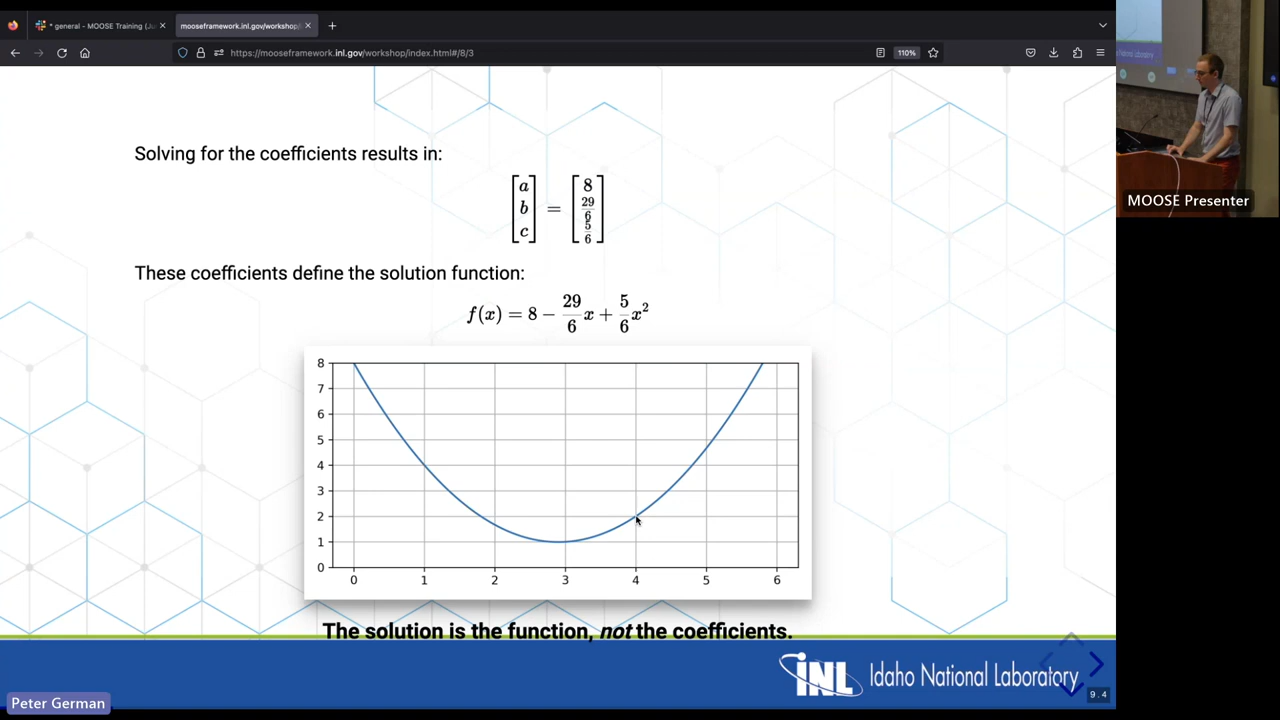 * general - MOOSE Training (Ju
mooseframework.inl.gov/workshop/
https://mooseframework.inl.gov/workshop/index.html#/8/3
110%
Solving for the coefficients results in:
[a b c] = [8 29/6 5/6]
These coefficients define the solution function:
f(x) = 8 − 29/6 x + 5/6 x²
8
7
6
5
4
3
2
1
0
0 1 2 3 4 5 6
The solution is the function, not the coefficients.
INL Idaho National Laboratory
9.4
Peter German
MOOSE Presenter